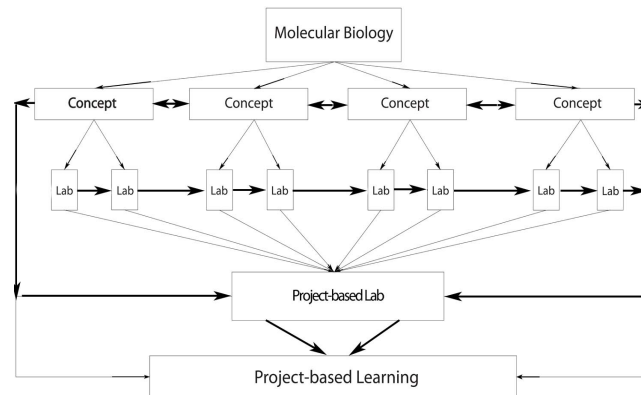 Molecular Biology
Concept
Concept
Concept
Concept
Lab
Lab
Lab
Lab
Lab
Lab
Lab
Lab
Project-based Lab
Project-based Learning